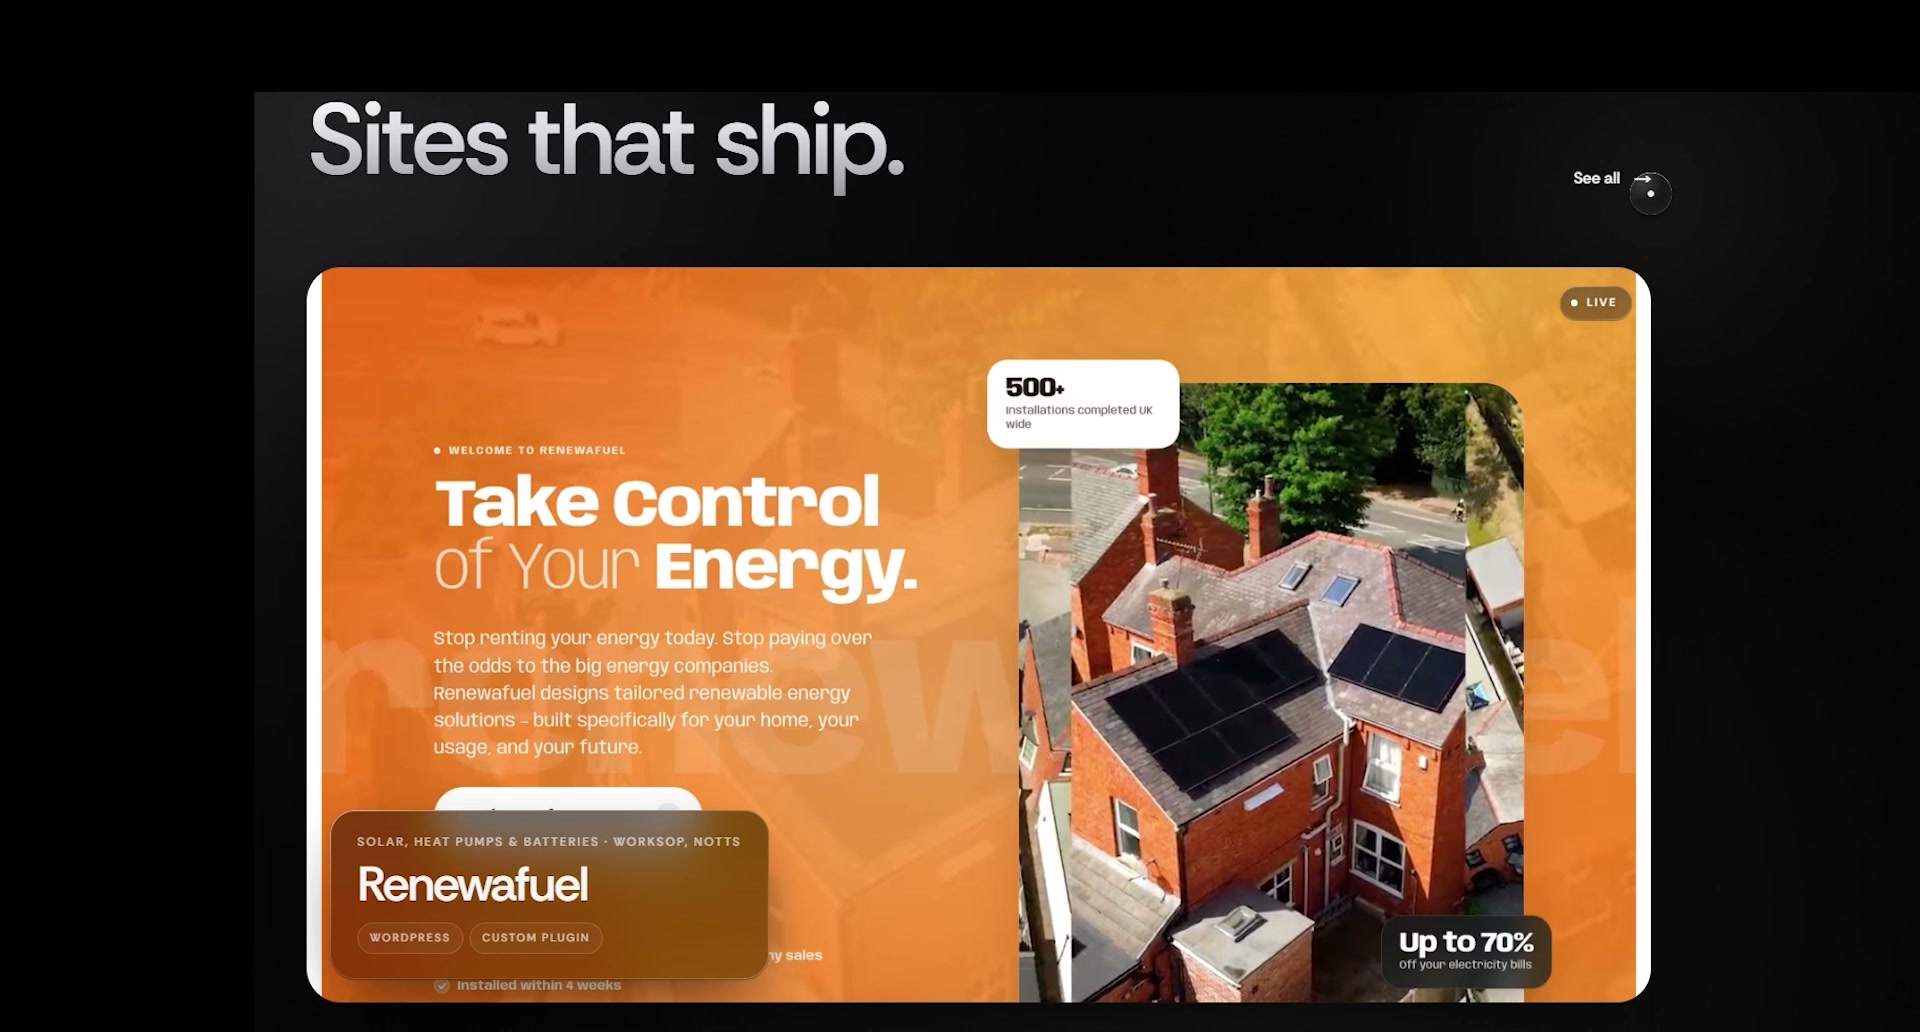 Sites that ship.
See all →
LIVE
500+
Installations completed UK
wide
WELCOME TO RENEWAFUEL
Take Control
of Your Energy.
Stop renting your energy today. Stop paying over
the odds to the big energy companies.
Renewafuel designs tailored renewable energy
solutions – built specifically for your home, your
usage, and your future.
SOLAR, HEAT PUMPS & BATTERIES · WORKSOP, NOTTS
Renewafuel
WORDPRESS
CUSTOM PLUGIN
sales
Installed within 4 weeks
Up to 70%
Off your electricity bills